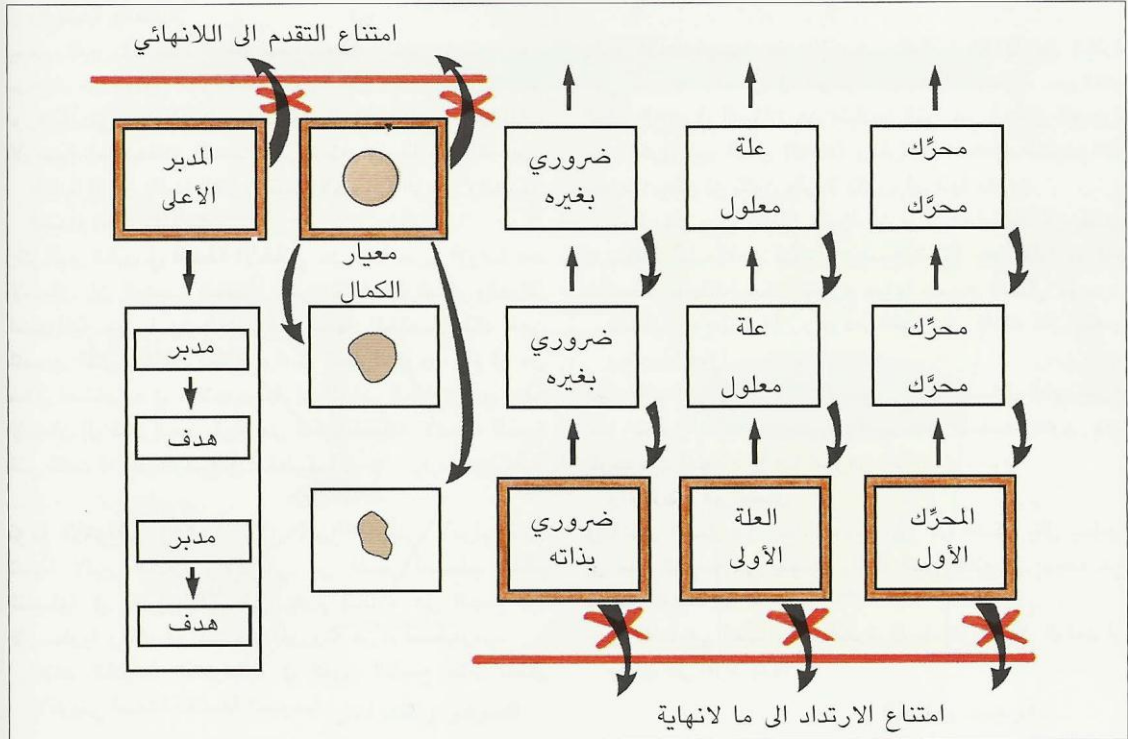 امتناع التقدم الى اللانهائي
محرِّك
محرَّك
علة
معلول
ضروري
بغيره
المدبر
الأعلى
معيار
الكمال
محرِّك
محرَّك
علة
معلول
ضروري
بغيره
مدبر
هدف
المحرِّك
الأول
العلة
الأولى
ضروري
بذاته
مدبر
هدف
امتناع الارتداد الى ما لانهاية